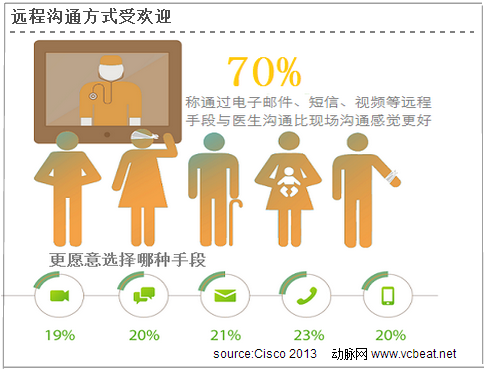 远程沟通方式受欢迎
70%
称通过电子邮件、短信、视频等远程
手段与医生沟通比现场沟通感觉更好
更愿意选择哪种手段
19% 20% 21% 23% 20%
source:Cisco 2013 动脉网 www.vcbeat.net